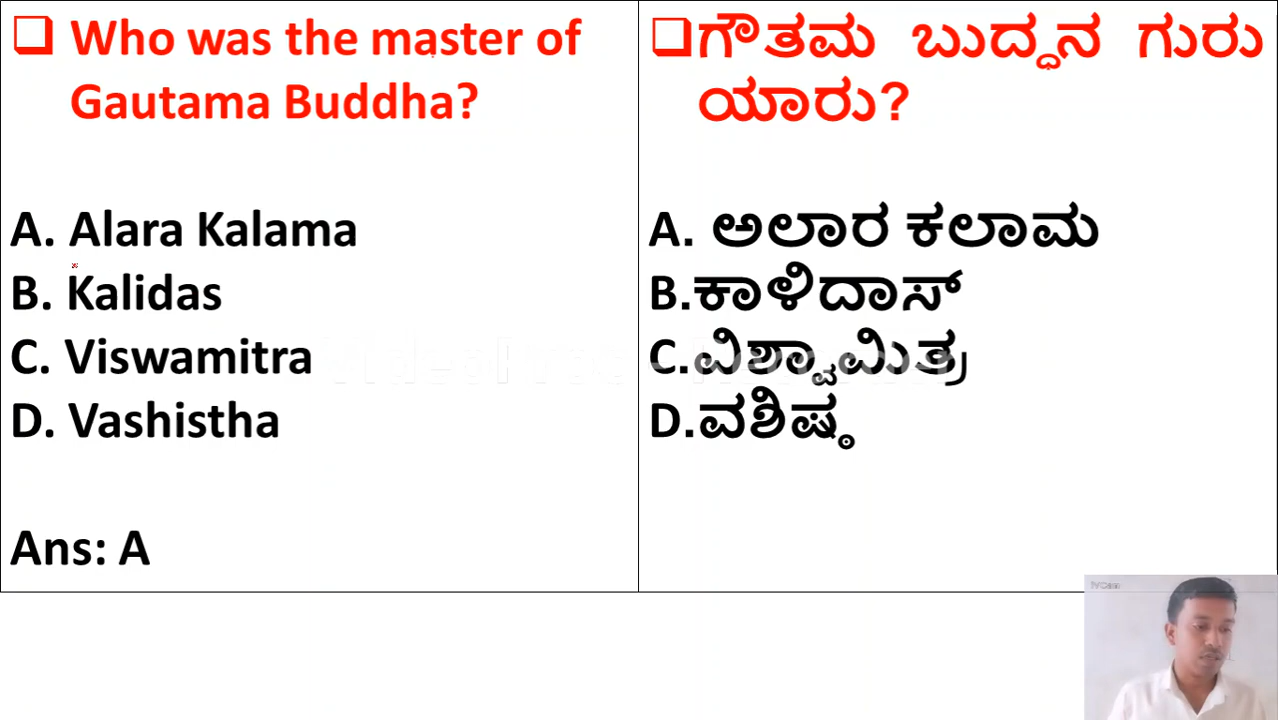 ❑ Who was the master of
Gautama Buddha?
A. Alara Kalama
B. Kalidas
C. Viswamitra
D. Vashistha
Ans: A
❑ಗೌತಮ ಬುದ್ಧನ ಗುರು
ಯಾರು?
A. ಅಲಾರ ಕಲಾಮ
B.ಕಾಳಿದಾಸ್
C.ವಿಶ್ವಾಮಿತ್ರ
D.ವಶಿಷ್ಠ